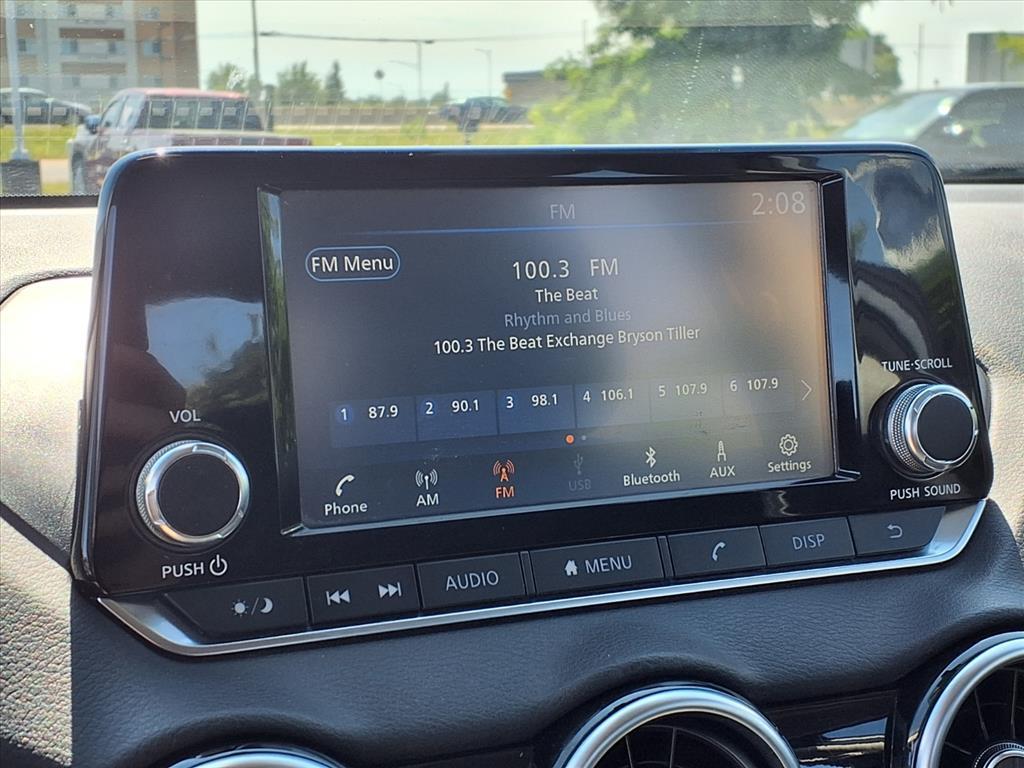 FM 2:08
FM Menu
100.3 FM
The Beat
Rhythm and Blues
100.3 The Beat Exchange Bryson Tiller
1 87.9 2 90.1 3 98.1 4 106.1 5 107.9 6 107.9
Phone AM FM USB Bluetooth AUX Settings
VOL
PUSH
TUNE·SCROLL
PUSH SOUND
AUDIO MENU DISP